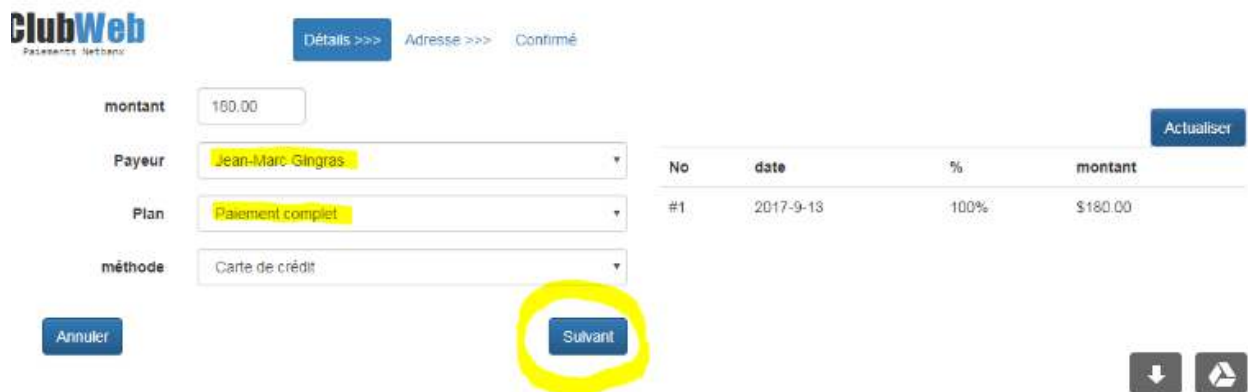 ClubWeb
Paiements Netbanx
Détails >>> Adresse >>> Confirmé
montant 180.00
Actualiser
Payeur Jean-Marc Gingras
No date % montant
Plan Paiement complet
#1 2017-9-13 100% $180.00
méthode Carte de crédit
Annuler Suivant